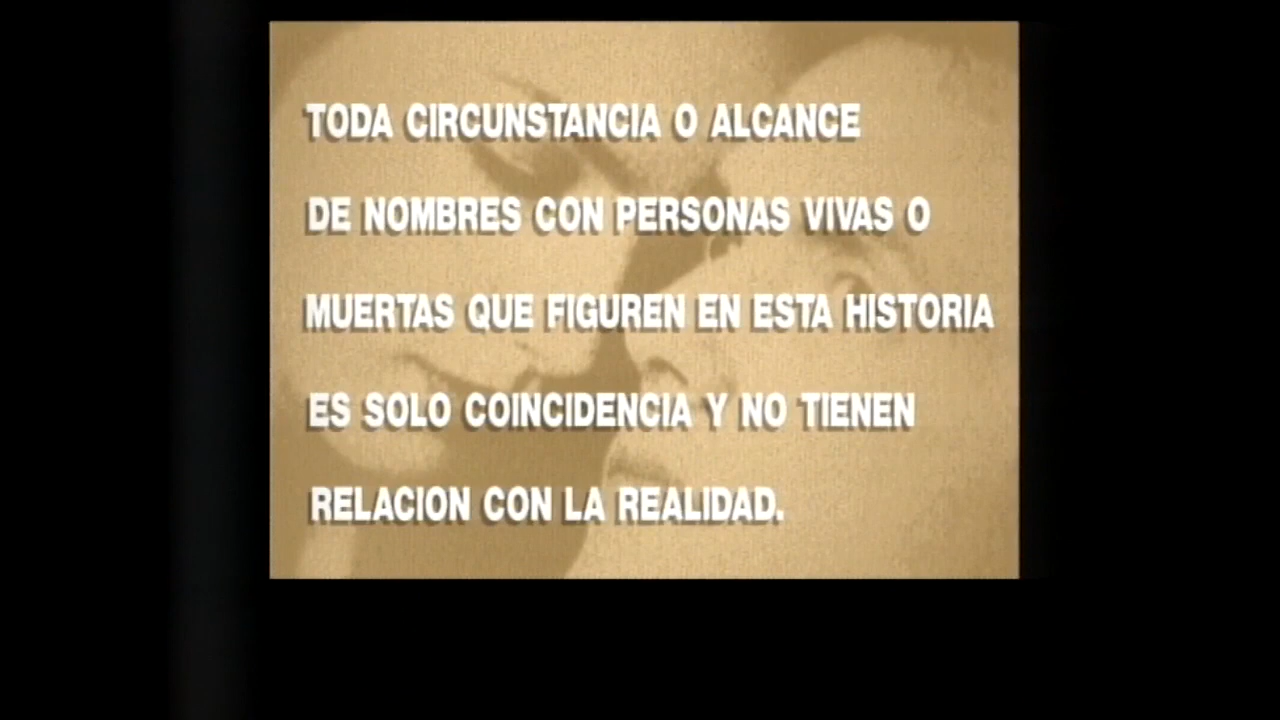 TODA CIRCUNSTANCIA O ALCANCE
DE NOMBRES CON PERSONAS VIVAS O
MUERTAS QUE FIGUREN EN ESTA HISTORIA
ES SOLO COINCIDENCIA Y NO TIENEN
RELACION CON LA REALIDAD.